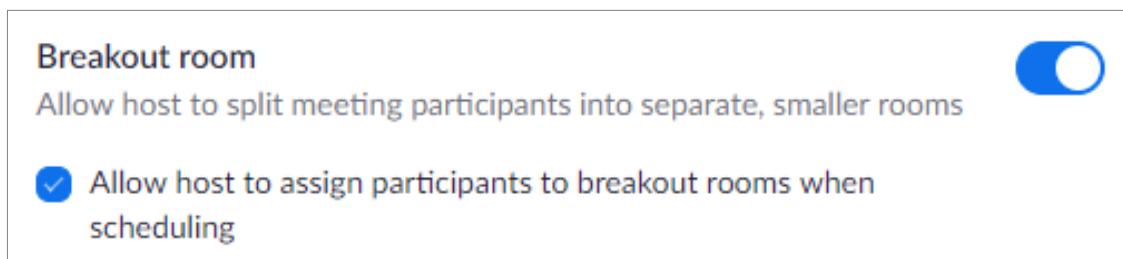 Breakout room
Allow host to split meeting participants into separate, smaller rooms
Allow host to assign participants to breakout rooms when
scheduling